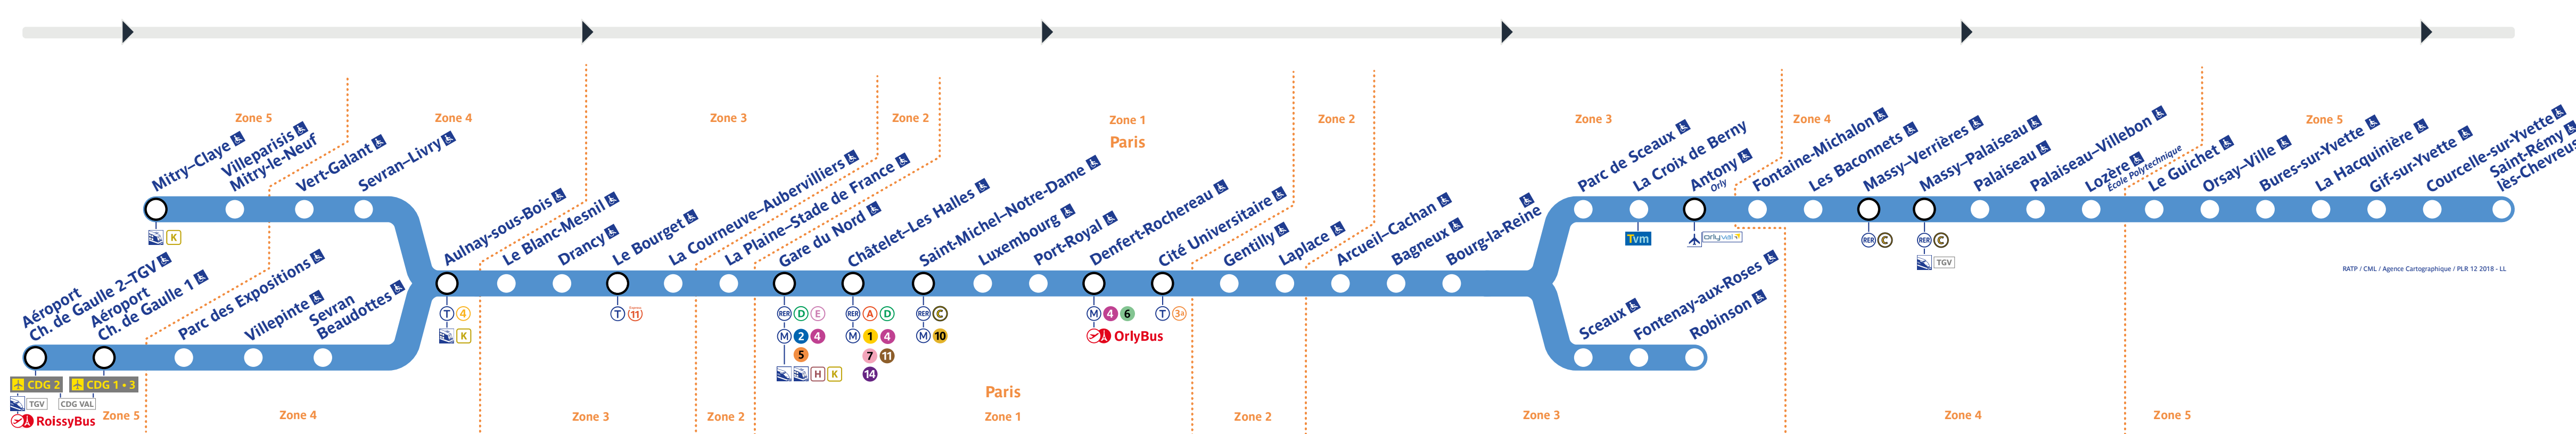 Zone 5
Zone 4
Zone 3
Zone 2
Zone 1
Paris
Zone 2
Zone 3
Zone 4
Zone 5
Mitry–Claye
Villeparisis
Mitry-le-Neuf
Vert-Galant
Sevran–Livry
K
Aéroport
Ch. de Gaulle 2–TGV
Aéroport
Ch. de Gaulle 1
Parc des Expositions
Villepinte
Sevran
Beaudottes
CDG 2
CDG 1 • 3
TGV
CDG VAL
RoissyBus
Aulnay-sous-Bois
T 4
K
Le Blanc-Mesnil
Drancy
Le Bourget
T 11
La Courneuve–Aubervilliers
La Plaine–Stade de France
Gare du Nord
RER D E
M 2 4
5
H K
Châtelet–Les Halles
RER A D
M 1 4
7 11
14
Saint-Michel–Notre-Dame
RER C
M 10
Luxembourg
Port-Royal
Denfert-Rochereau
M 4 6
OrlyBus
Cité Universitaire
T 3a
Gentilly
Laplace
Arcueil–Cachan
Bagneux
Bourg-la-Reine
Parc de Sceaux
La Croix de Berny
Tvm
Antony
Orly
orlyval
Fontaine-Michalon
Les Baconnets
Massy–Verrières
RER C
Massy–Palaiseau
RER C
TGV
Palaiseau
Palaiseau–Villebon
Lozère
École Polytechnique
Le Guichet
Orsay-Ville
Bures-sur-Yvette
La Hacquinière
Gif-sur-Yvette
Courcelle-sur-Yvette
Saint-Rémy
lès-Chevreus
Sceaux
Fontenay-aux-Roses
Robinson
RATP / CML / Agence Cartographique / PLR 12 2018 - LL
Zone 5
Zone 4
Zone 3
Zone 2
Paris
Zone 1
Zone 2
Zone 3
Zone 4
Zone 5